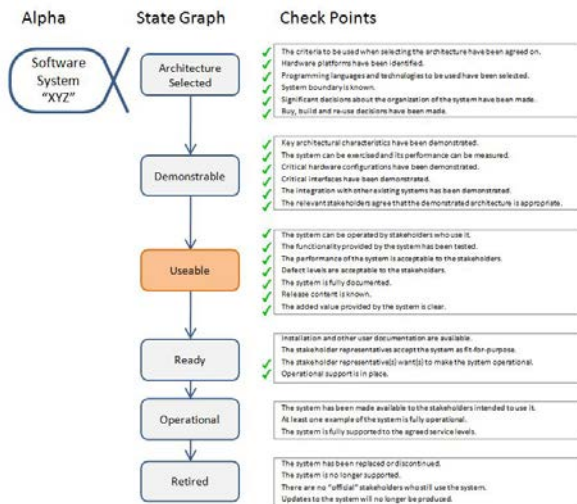 Alpha
State Graph
Check Points
Software
System
"XYZ"
Architecture
Selected
The criteria to be used when selecting the architecture have been agreed on.
Hardware platforms have been identified.
Programming languages and technologies to be used have been selected.
System boundary is known.
Significant decisions about the organization of the system have been made.
Buy, build and re-use decisions have been made.
Demonstrable
Key architectural characteristics have been demonstrated.
The system can be exercised and its performance can be measured.
Critical hardware configurations have been demonstrated.
Critical interfaces have been demonstrated.
The integration with other existing systems has been demonstrated.
The relevant stakeholders agree that the demonstrated architecture is appropriate.
Useable
The system can be operated by stakeholders who use it.
The functionality provided by the system has been tested.
The performance of the system is acceptable to the stakeholders.
Defect levels are acceptable to the stakeholders.
The system is fully documented.
Release content is known.
The added value provided by the system is clear.
Ready
Installation and other user documentation are available.
The stakeholder representatives accept the system as fit-for-purpose.
The stakeholder representative(s) want(s) to make the system operational.
Operational support is in place.
Operational
The system has been made available to the stakeholders intended to use it.
At least one example of the system is fully operational.
The system is fully supported to the agreed service levels.
Retired
The system has been replaced or discontinued.
The system is no longer supported.
There are no "official" stakeholders who still use the system.
Updates to the system will no longer be produced.